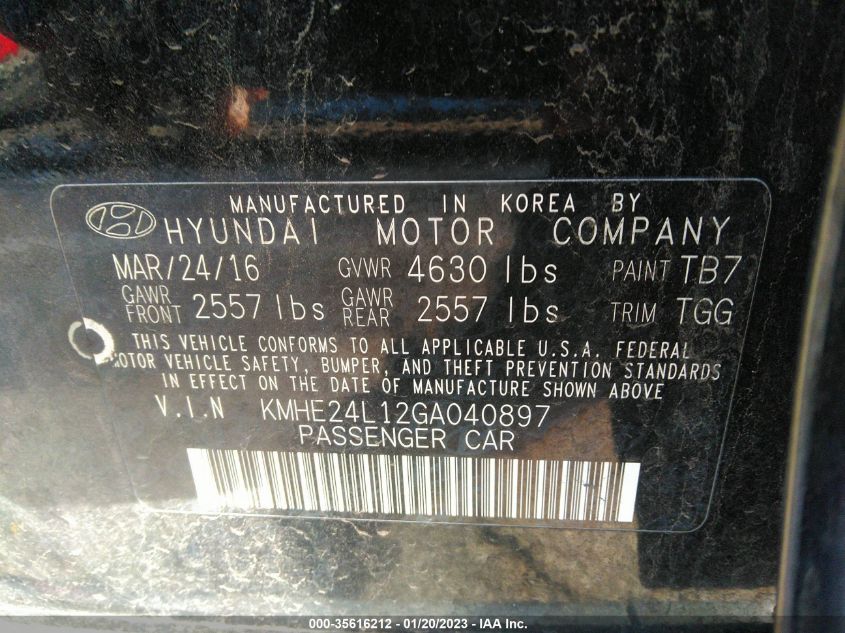 MANUFACTURED IN KOREA BY
HYUNDAI MOTOR COMPANY
MAR/24/16 GVWR 4630 lbs PAINT TB7
GAWR FRONT 2557 lbs GAWR REAR 2557 lbs TRIM TGG
THIS VEHICLE CONFORMS TO ALL APPLICABLE U.S.A. FEDERAL
MOTOR VEHICLE SAFETY, BUMPER, AND THEFT PREVENTION STANDARDS
IN EFFECT ON THE DATE OF MANUFACTURE SHOWN ABOVE
V.I.N KMHE24L12GA040897
PASSENGER CAR
000-35616212 - 01/20/2023 - IAA Inc.